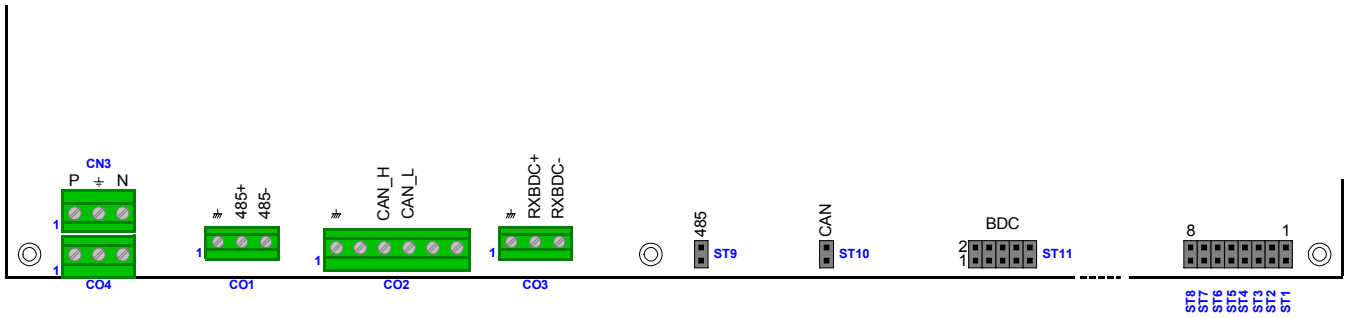 CN3
P N
1
1
CO4
485+
485-
1
CO1
CAN_H
CAN_L
1
CO2
RXBDC+
RXBDC-
1
CO3
485
ST9
CAN
ST10
BDC
2
1
ST11
8 1
ST8
ST7
ST6
ST5
ST4
ST3
ST2
ST1